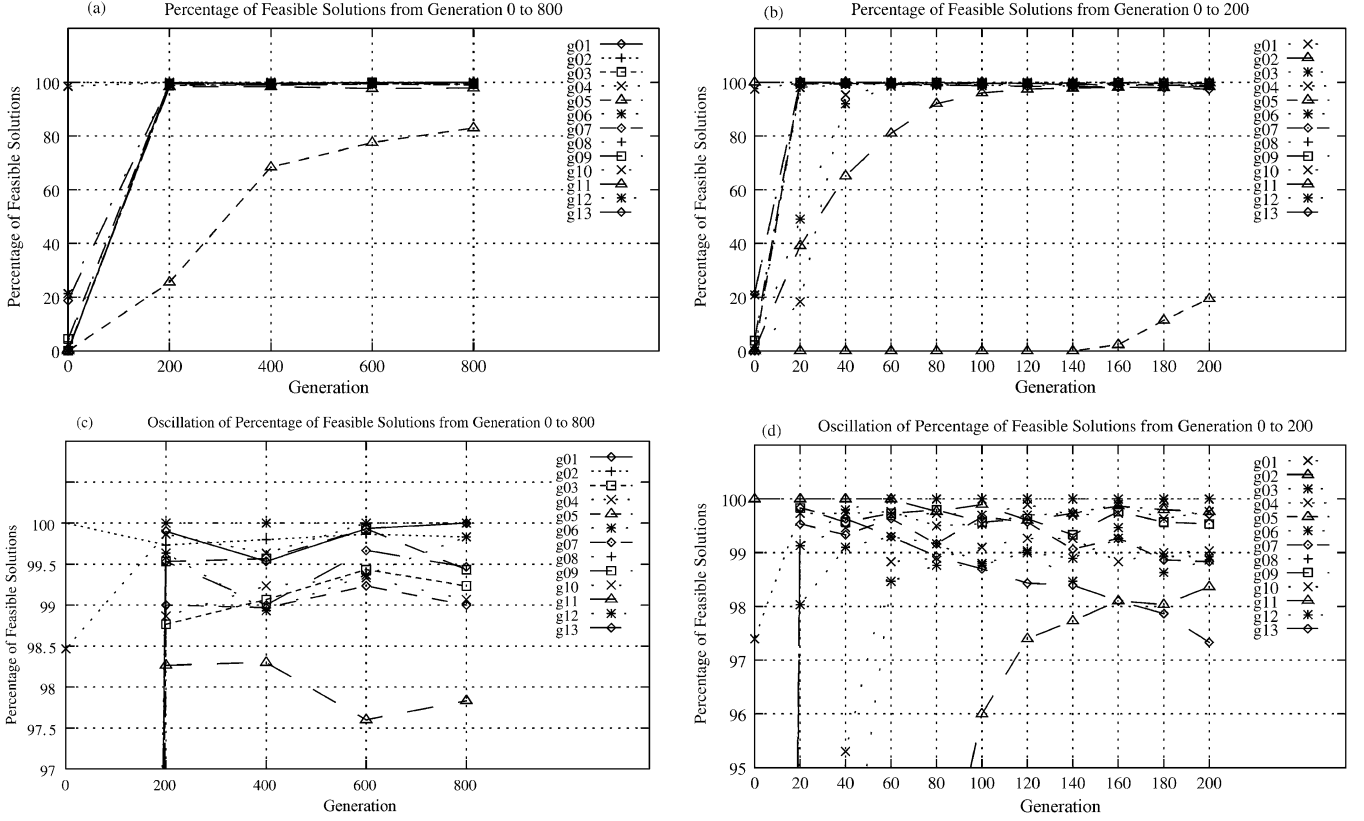 (a)
Percentage of Feasible Solutions from Generation 0 to 800
Percentage of Feasible Solutions
100
80
60
40
20
0
0
200
400
600
800
Generation
g01
g02
g03
g04
g05
g06
g07
g08
g09
g10
g11
g12
g13
(b)
Percentage of Feasible Solutions from Generation 0 to 200
Percentage of Feasible Solutions
100
80
60
40
20
0
0
20
40
60
80
100
120
140
160
180
200
Generation
g01
g02
g03
g04
g05
g06
g07
g08
g09
g10
g11
g12
g13
(c)
Oscillation of Percentage of Feasible Solutions from Generation 0 to 800
Percentage of Feasible Solutions
100
99.5
99
98.5
98
97.5
97
0
200
400
600
800
Generation
g01
g02
g03
g04
g05
g06
g07
g08
g09
g10
g11
g12
g13
(d)
Oscillation of Percentage of Feasible Solutions from Generation 0 to 200
Percentage of Feasible Solutions
100
99
98
97
96
95
0
20
40
60
80
100
120
140
160
180
200
Generation
g01
g02
g03
g04
g05
g06
g07
g08
g09
g10
g11
g12
g13